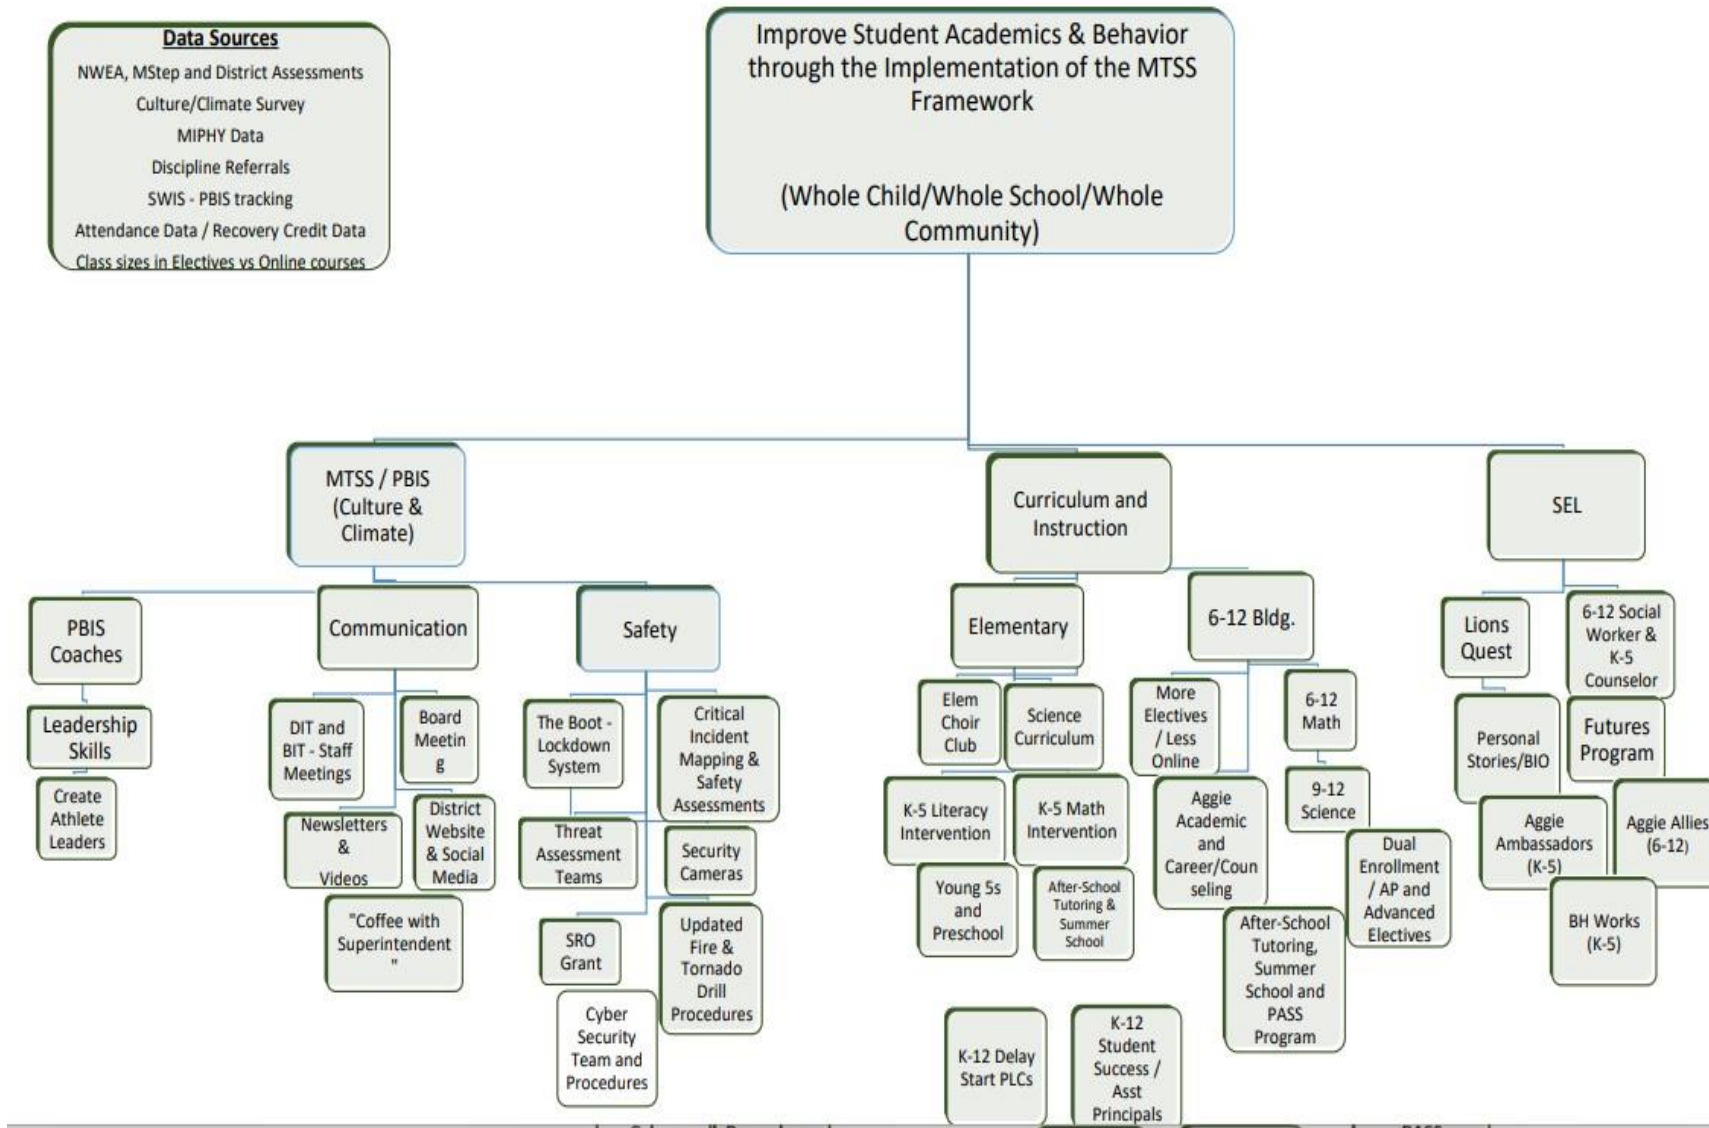 Data Sources
NWEA, MStep and District Assessments
Culture/Climate Survey
MIPHY Data
Discipline Referrals
SWIS - PBIS tracking
Attendance Data / Recovery Credit Data
Class sizes in Electives vs Online courses
Improve Student Academics & Behavior
through the Implementation of the MTSS
Framework
(Whole Child/Whole School/Whole
Community)
MTSS / PBIS
(Culture &
Climate)
PBIS
Coaches
Leadership
Skills
Create
Athlete
Leaders
Communication
DIT and
BIT - Staff
Meetings
Board
Meetin
g
Newsletters
&
Videos
District
Website
& Social
Media
"Coffee with
Superintendent
"
Safety
The Boot -
Lockdown
System
Critical
Incident
Mapping &
Safety
Assessments
Threat
Assessment
Teams
Security
Cameras
SRO
Grant
Updated
Fire &
Tornado
Drill
Procedures
Cyber
Security
Team and
Procedures
Curriculum and
Instruction
Elementary
Elem
Choir
Club
Science
Curriculum
K-5 Literacy
Intervention
K-5 Math
Intervention
Young 5s
and
Preschool
After-School
Tutoring &
Summer
School
K-12 Delay
Start PLCs
K-12
Student
Success /
Asst
Principals
6-12 Bldg.
More
Electives
/ Less
Online
6-12
Math
Aggie
Academic
and
Career/Coun
seling
9-12
Science
Dual
Enrollment
/ AP and
Advanced
Electives
After-School
Tutoring,
Summer
School and
PASS
Program
SEL
Lions
Quest
6-12 Social
Worker &
K-5
Counselor
Personal
Stories/BIO
Futures
Program
Aggie
Ambassadors
(K-5)
Aggie Allies
(6-12)
BH Works
(K-5)